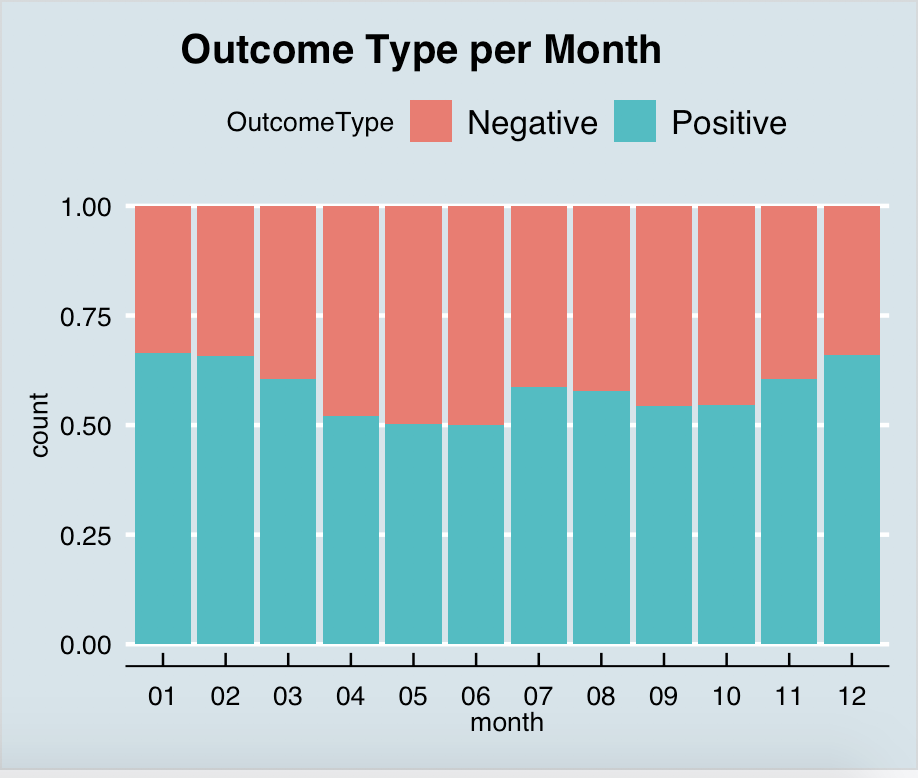 Outcome Type per Month
OutcomeType Negative Positive
1.00
0.75
0.50
0.25
0.00
count
01 02 03 04 05 06 07 08 09 10 11 12
month